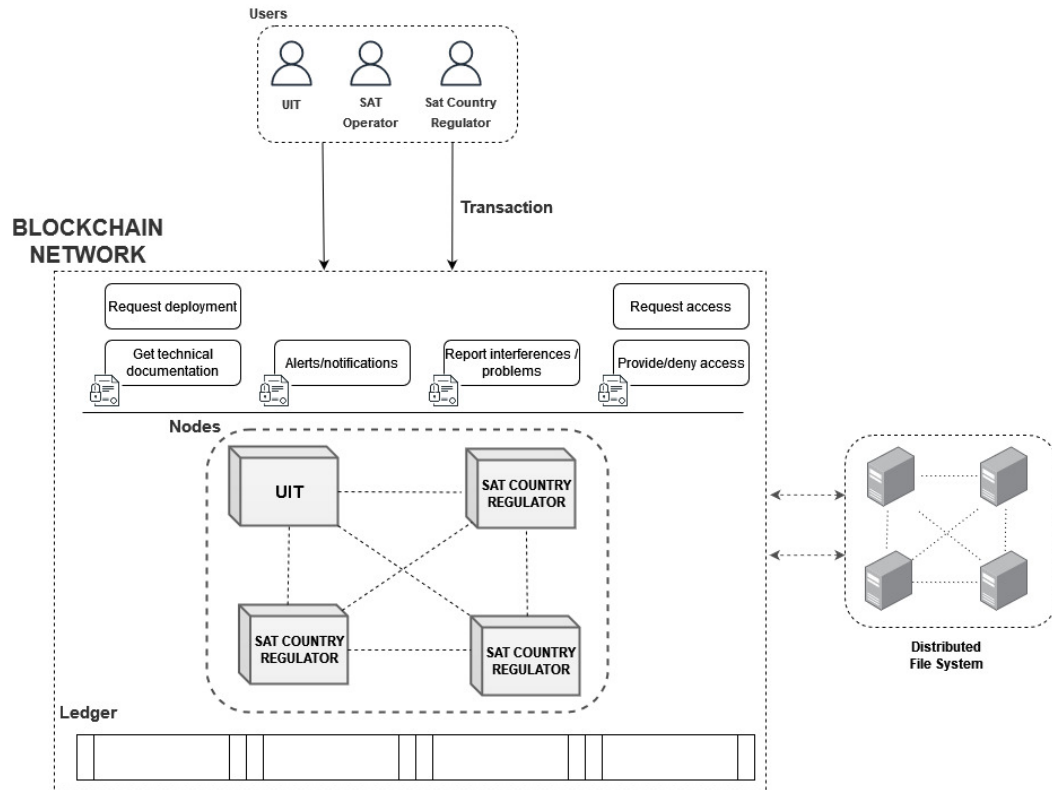 Users
UIT
SAT
Operator
Sat Country
Regulator
Transaction
BLOCKCHAIN
NETWORK
Request deployment
Request access
Get technical
documentation
Alerts/notifications
Report interferences /
problems
Provide/deny access
Nodes
UIT
SAT COUNTRY
REGULATOR
SAT COUNTRY
REGULATOR
SAT COUNTRY
REGULATOR
Distributed
File System
Ledger